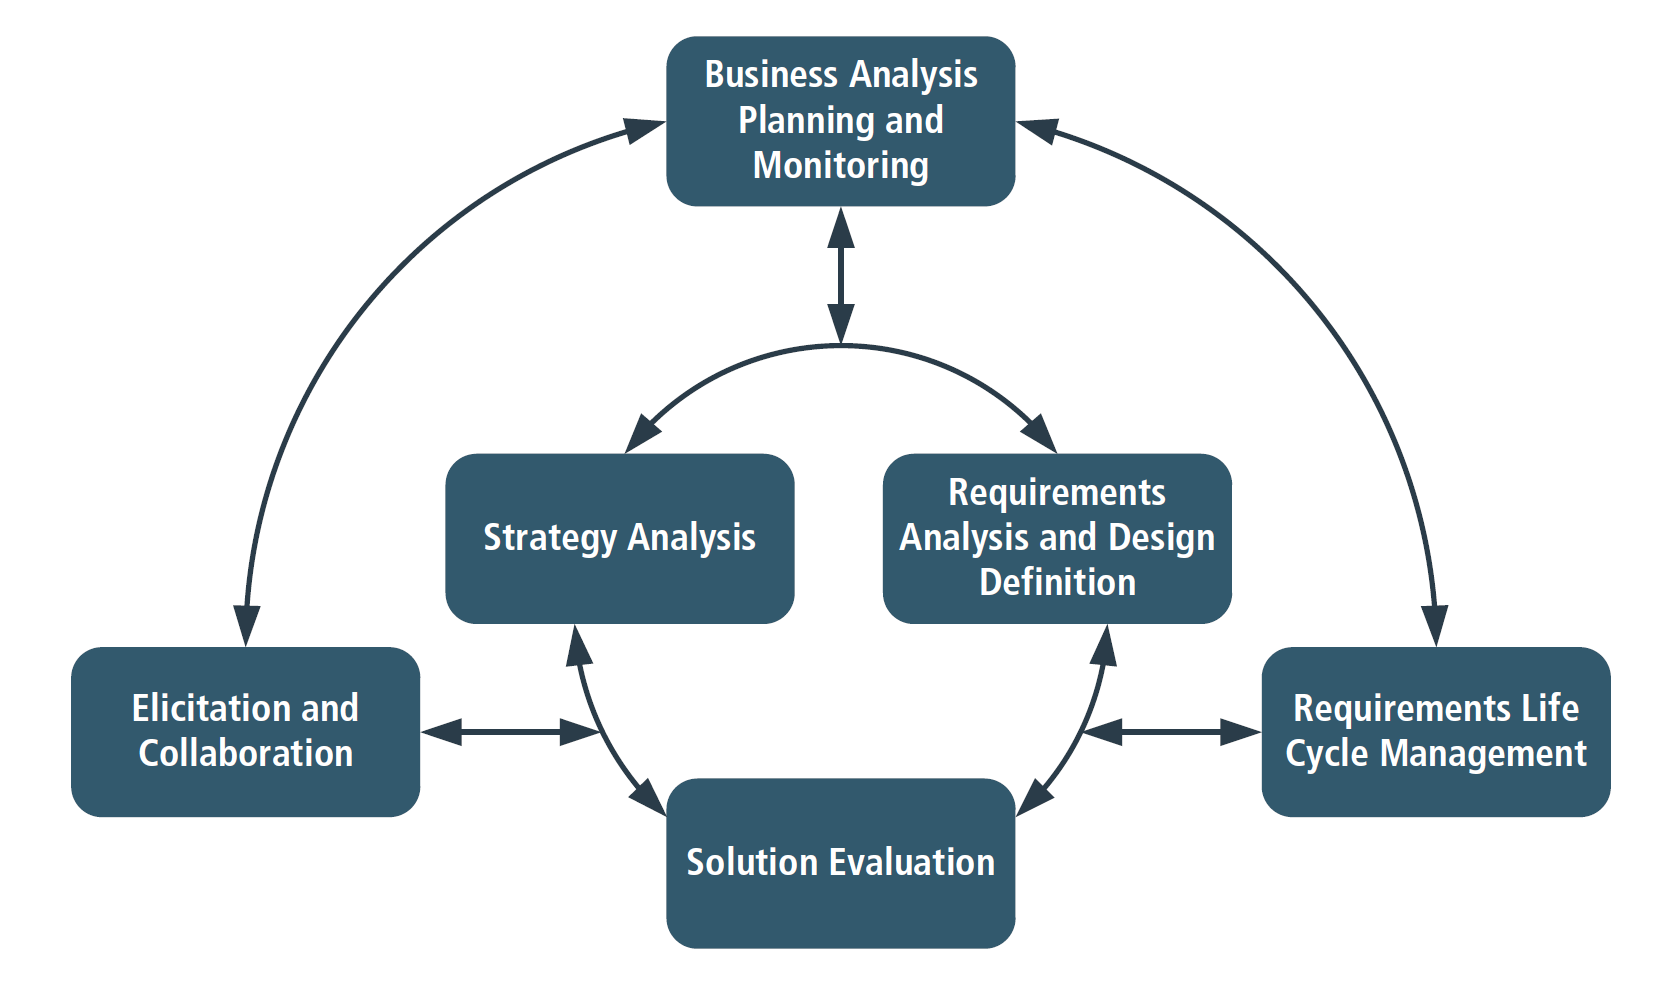 Business Analysis
Planning and
Monitoring
Strategy Analysis
Requirements
Analysis and Design
Definition
Elicitation and
Collaboration
Requirements Life
Cycle Management
Solution Evaluation